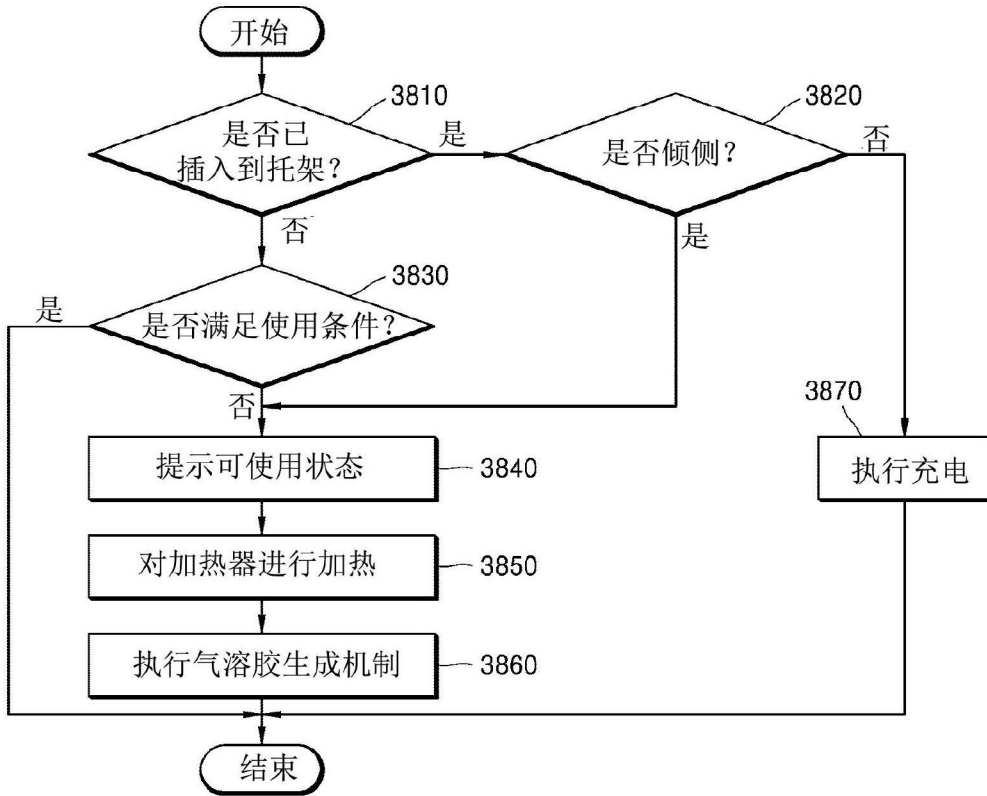 开始
3810
是否已
插入到托架？
是
3820
是否倾侧？
否
否
是
3830
是否满足使用条件？
是
否
3870
提示可使用状态
3840
执行充电
对加热器进行加热
3850
执行气溶胶生成机制
3860
结束